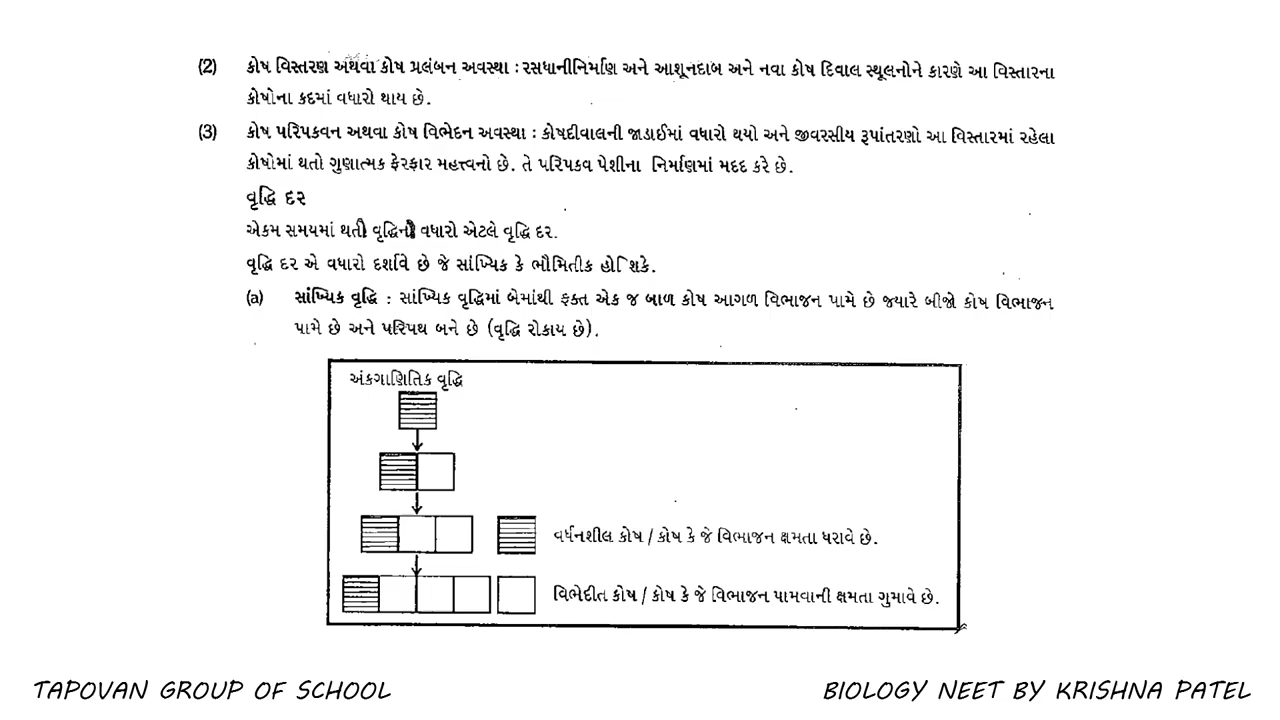 (2) કોષ વિસ્તરણ અથવા કોષ પ્રલંબન અવસ્થા : રસધાનીનિર્માણ અને આશૂનદાબ અને નવા કોષ દિવાલ સ્થૂલનોને કારણે આ વિસ્તારના
કોષોના કદમાં વધારો થાય છે.
(3) કોષ પરિપકવન અથવા કોષ વિભેદન અવસ્થા : કોષદીવાલની જાડાઈમાં વધારો થયો અને જીવરસીય રૂપાંતરણો આ વિસ્તારમાં રહેલા
કોષોમાં થતો ગુણાત્મક ફેરફાર મહત્ત્વનો છે. તે પરિપકવ પેશીના નિર્માણમાં મદદ કરે છે.
વૃદ્ધિ દર
એકમ સમયમાં થતી વૃદ્ધિનો વધારો એટલે વૃદ્ધિ દર.
વૃદ્ધિ દર એ વધારો દર્શાવે છે જે સાંખ્યિક કે ભૌમિતીક હોઈ શકે.
(a) સાંખ્યિક વૃદ્ધિ : સાંખ્યિક વૃદ્ધિમાં બેમાંથી ફક્ત એક જ બાળ કોષ આગળ વિભાજન પામે છે જ્યારે બીજો કોષ વિભાજન
પામે છે અને પરિપથ બને છે (વૃદ્ધિ રોકાય છે).
અંકગાણિતિક વૃદ્ધિ
વર્ધનશીલ કોષ / કોષ કે જે વિભાજન ક્ષમતા ધરાવે છે.
વિભેદીત કોષ / કોષ કે જે વિભાજન પામવાની ક્ષમતા ગુમાવે છે.
TAPOVAN GROUP OF SCHOOL
BIOLOGY NEET BY KRISHNA PATEL